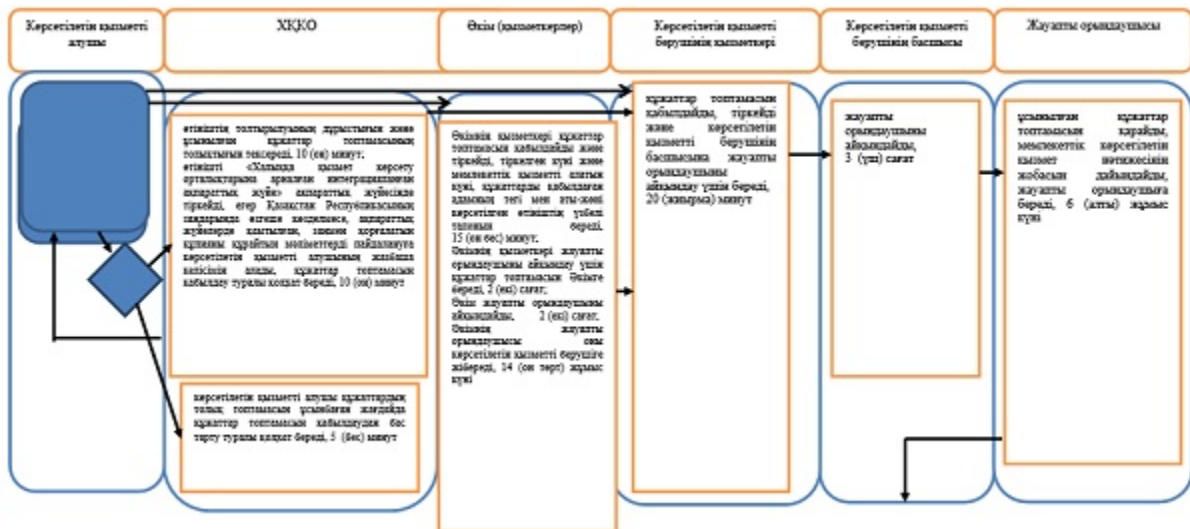 Көрсетілетін қызметті
алушы
ХҚКО
Әкім (қызметкерлер)
Көрсетілетін қызметті
берушінің қызметкері
Көрсетілетін қызметті
берушінің басшысы
Жауапты орындаушысы
өтініштің толтырылуының дұрыстығын және
ұсынылған құжаттар топтамасының
толықтығын тексереді, 10 (он) минут;
өтінішті «Халыққа қызмет көрсету
орталықтарына арналған интеграцияланған
ақпараттық жүйе» ақпараттық жүйесінде
тіркейді, егер Қазақстан Республикасының
заңдарында өзгеше көзделмесе, ақпараттық
жүйелерде қамтылған, заңмен қорғалатын
құпияны құрайтын мәліметтерді пайдалануға
көрсетілетін қызметті алушының жазбаша
келісімін алады, құжаттар топтамасын
қабылдау туралы қолхат береді, 10 (он) минут
көрсетілетін қызметті алушы құжаттардың
толық топтамасын ұсынбаған жағдайда
құжаттар топтамасын қабылдаудан бас
тарту туралы қолхат береді, 5 (бес) минут
Әкімнің қызметкері құжаттар
топтамасын қабылдайды және
тіркейді, тіркелген күні және
мемлекеттік қызметті алатын
күні, құжаттарды қабылдаған
адамның тегі мен аты-жөні
көрсетілген өтініштің үзбелі
талонын береді,
15 (он бес) минут;
Әкімнің қызметкері жауапты
орындаушыны айқындау үшін
құжаттар топтамасын Әкімге
береді, 2 (екі) сағат;
Әкім жауапты орындаушыны
айқындайды, 2 (екі) сағат;
Әкімнің жауапты
орындаушысы оны
көрсетілетін қызметті берушіге
жібереді, 14 (он төрт) жұмыс
күні
құжаттар топтамасын
қабылдайды, тіркейді
және көрсетілетін
қызметті берушінің
басшысына жауапты
орындаушыны
айқындау үшін береді,
20 (жиырма) минут
жауапты
орындаушыны
айқындайды,
3 (үш) сағат
ұсынылған құжаттар
топтамасын қарайды,
мемлекеттік көрсетілетін
қызмет нәтижесінің
жобасын дайындайды,
жауапты орындаушыға
береді, 6 (алты) жұмыс
күні